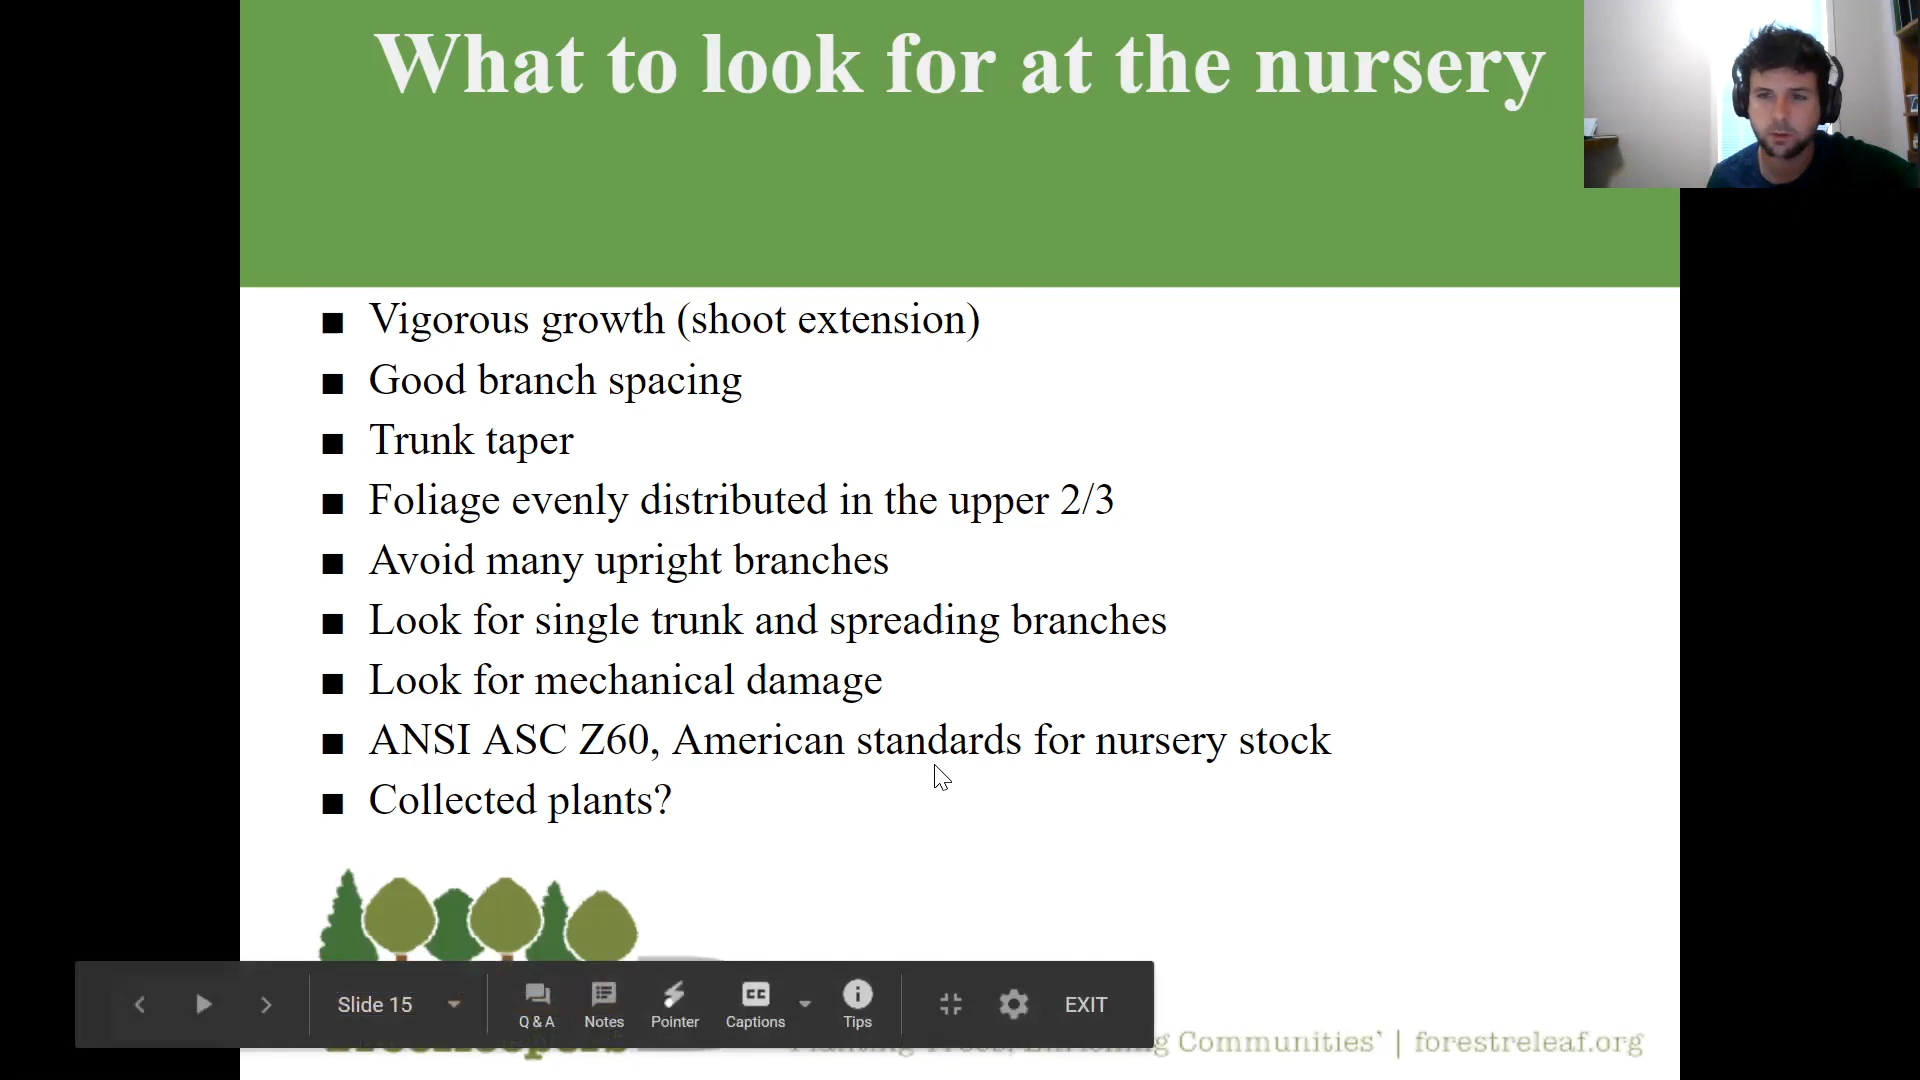 What to look for at the nursery
■ Vigorous growth (shoot extension)
■ Good branch spacing
■ Trunk taper
■ Foliage evenly distributed in the upper 2/3
■ Avoid many upright branches
■ Look for single trunk and spreading branches
■ Look for mechanical damage
■ ANSI ASC Z60, American standards for nursery stock
■ Collected plants?
Slide 15
Q & A
Notes
Pointer
CC
Captions
Tips
EXIT
Communities’ | forestreleaf.org